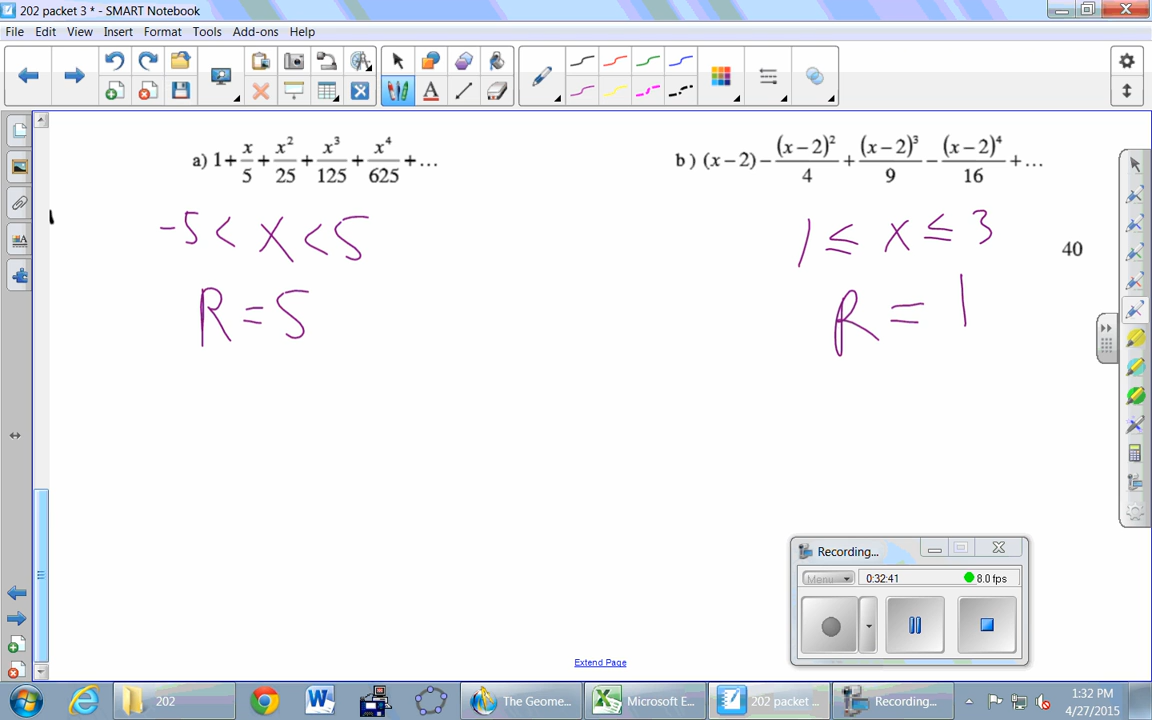 202 packet 3 * - SMART Notebook
File Edit View Insert Format Tools Add-ons Help
a) 1 + x/5 + x²/25 + x³/125 + x⁴/625 + …
b) (x − 2) − (x − 2)²/4 + (x − 2)³/9 − (x − 2)⁴/16 + …
-5 < x < 5
1 ≤ x ≤ 3
40
R = 5
R = 1
Recording...
Menu
0:32:41
8.0 fps
Extend Page
202
The Geome...
Microsoft E...
202 packet ...
Recording...
1:32 PM
4/27/2015